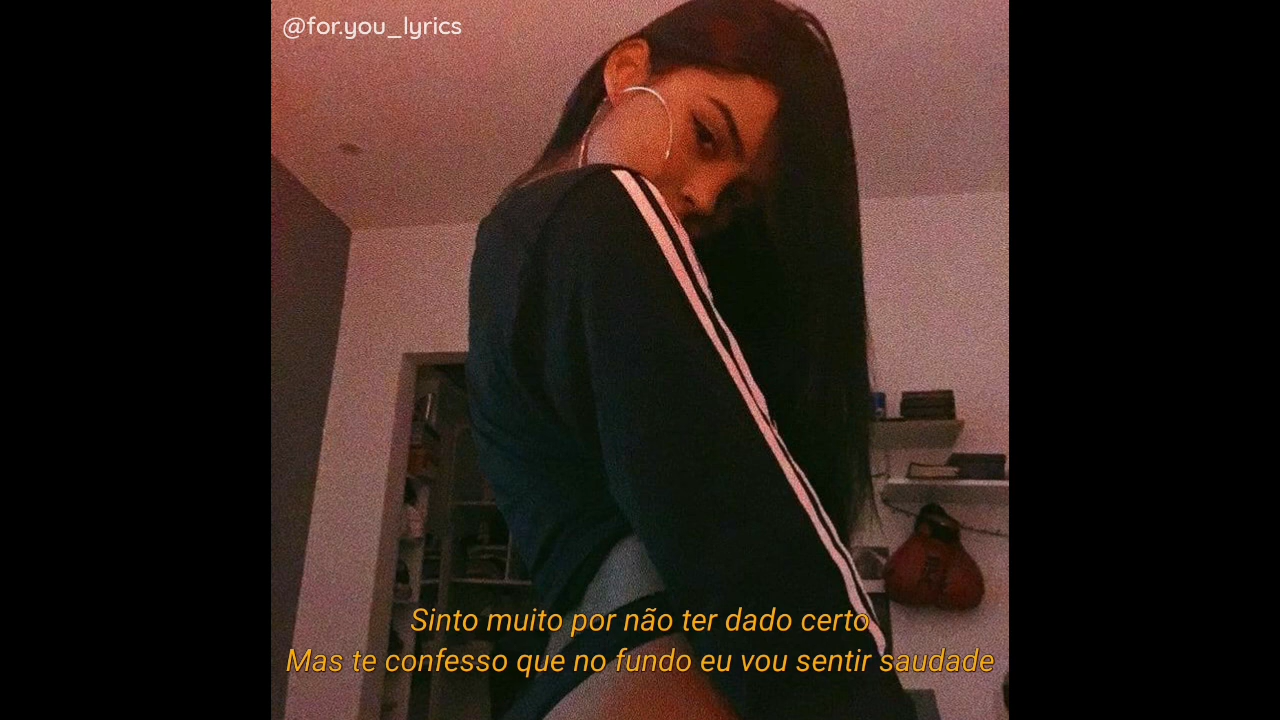 @for.you_lyrics
Sinto muito por não ter dado certo
Mas te confesso que no fundo eu vou sentir saudade